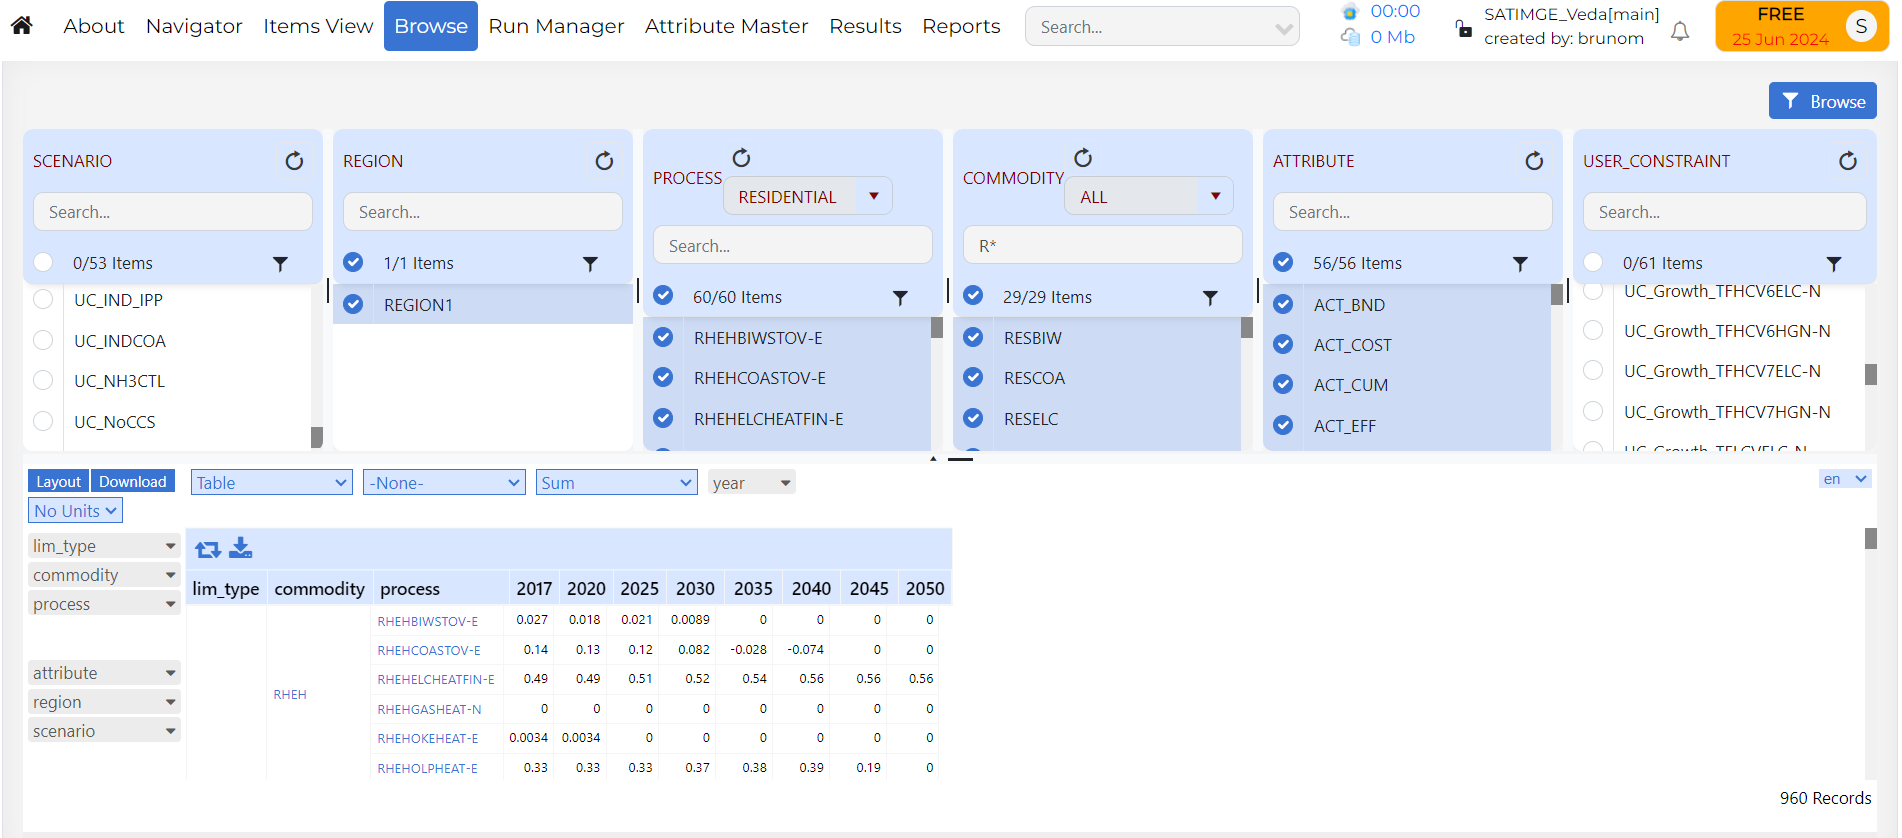 About Navigator Items View Browse Run Manager Attribute Master Results Reports Search... 00:00 0 Mb SATIMGE_Veda[main] created by: brunom FREE 25 Jun 2024 S
Browse
SCENARIO
Search...
0/53 Items
UC_IND_IPP
UC_INDCOA
UC_NH3CTL
UC_NoCCS
REGION
Search...
1/1 Items
REGION1
PROCESS RESIDENTIAL
Search...
60/60 Items
RHEHBIWSTOV-E
RHEHCOASTOV-E
RHEHELCHEATFIN-E
COMMODITY ALL
R*
29/29 Items
RESBIW
RESCOA
RESELC
ATTRIBUTE
Search...
56/56 Items
ACT_BND
ACT_COST
ACT_CUM
ACT_EFF
USER_CONSTRAINT
Search...
0/61 Items
UC_Growth_TFHCV6ELC-N
UC_Growth_TFHCV6HGN-N
UC_Growth_TFHCV7ELC-N
UC_Growth_TFHCV7HGN-N
Layout Download Table -None- Sum year en
No Units
lim_type
commodity
process
attribute
region
scenario
lim_type commodity process 2017 2020 2025 2030 2035 2040 2045 2050
RHEH
RHEHBIWSTOV-E 0.027 0.018 0.021 0.0089 0 0 0 0
RHEHCOASTOV-E 0.14 0.13 0.12 0.082 -0.028 -0.074 0 0
RHEHELCHEATFIN-E 0.49 0.49 0.51 0.52 0.54 0.56 0.56 0.56
RHEHGASHEAT-N 0 0 0 0 0 0 0 0
RHEHOKEHEAT-E 0.0034 0.0034 0 0 0 0 0 0
RHEHOLPHEAT-E 0.33 0.33 0.33 0.37 0.38 0.39 0.19 0
960 Records